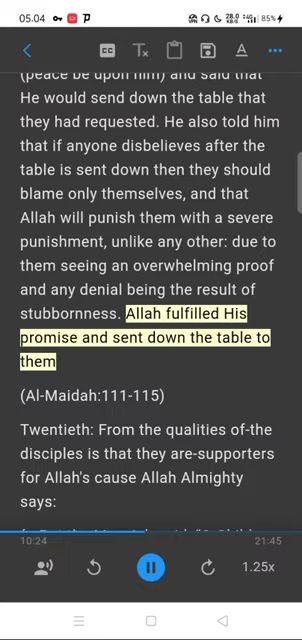 05.04
28.0
KB/S
85%
CC
A
(peace be upon him) and said that
He would send down the table that
they had requested. He also told him
that if anyone disbelieves after the
table is sent down then they should
blame only themselves, and that
Allah will punish them with a severe
punishment, unlike any other: due to
them seeing an overwhelming proof
and any denial being the result of
stubbornness. Allah fulfilled His
promise and sent down the table to
them
(Al-Maidah:111-115)
Twentieth: From the qualities of-the
disciples is that they are-supporters
for Allah's cause Allah Almighty
says:
10:24 21:45
1.25x